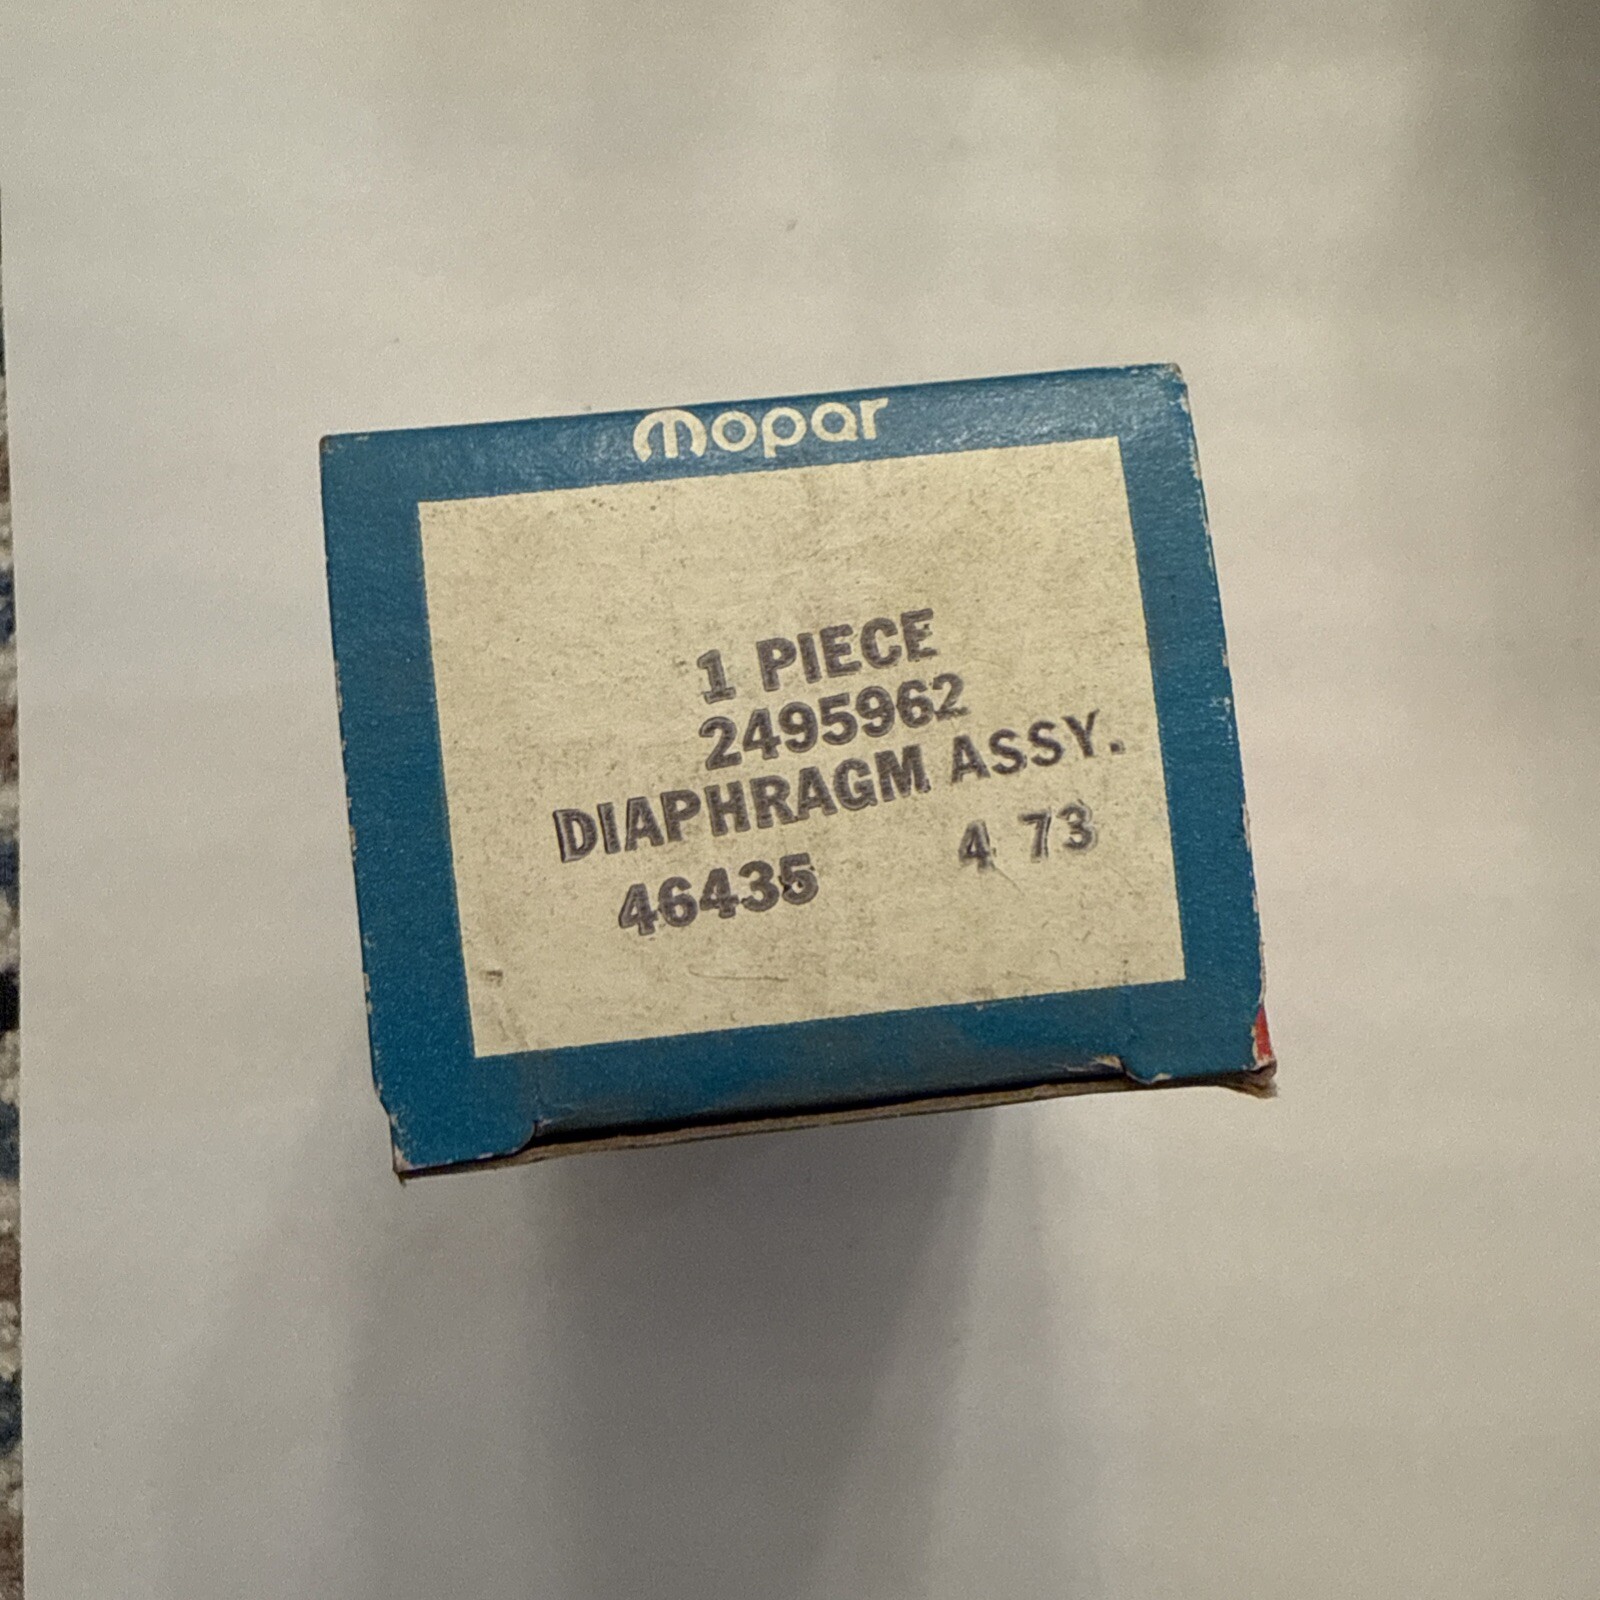 mopar
1 PIECE
2495962
DIAPHRAGM ASSY.
46435 4 73